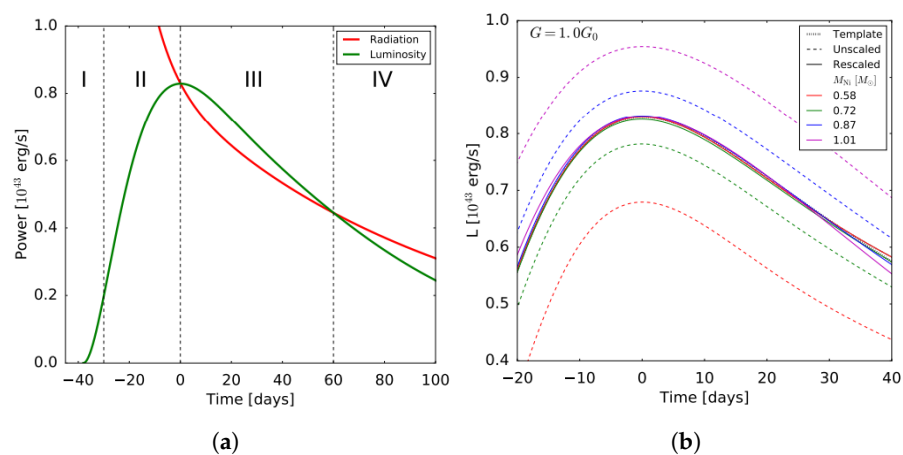 1.0
0.8
0.6
0.4
0.2
0.0
Power [10^43 erg/s]
I II III IV
Radiation
Luminosity
−40 −20 0 20 40 60 80 100
Time [days]
(a)
1.0
0.9
0.8
0.7
0.6
0.5
0.4
L [10^43 erg/s]
G = 1.0G_0
Template
Unscaled
Rescaled
M_Ni [M_⊙]
0.58
0.72
0.87
1.01
−20 −10 0 10 20 30 40
Time [days]
(b)